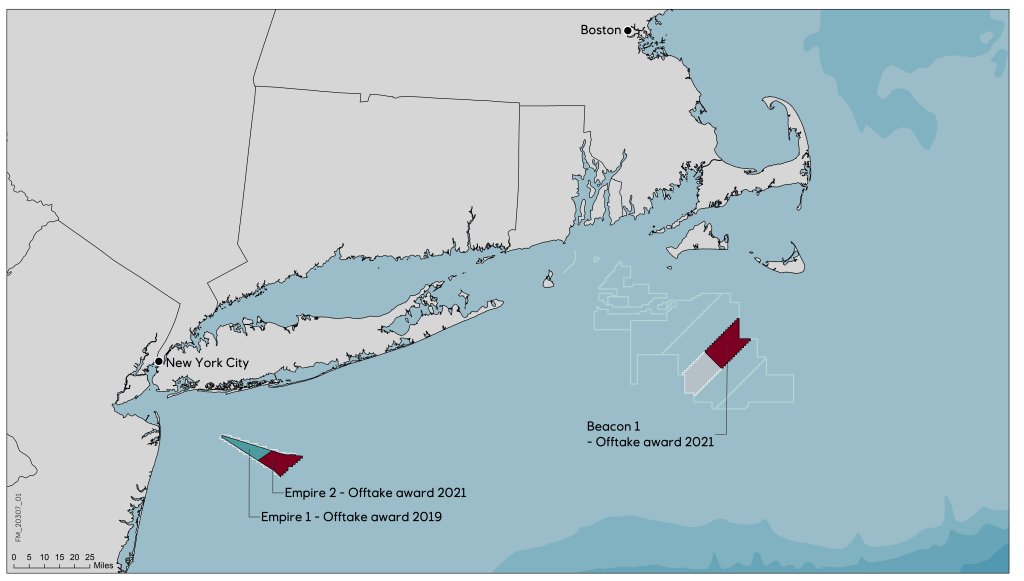 Boston
New York City
Beacon 1
- Offtake award 2021
Empire 2 - Offtake award 2021
Empire 1 - Offtake award 2019
FM_20307_01
0 5 10 15 20 25
Miles